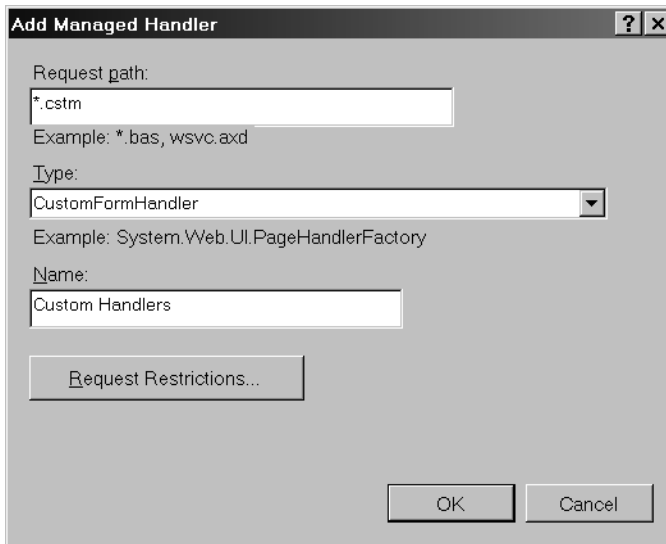 Add Managed Handler
Request path:
*.cstm
Example: *.bas, wsvc.axd
Type:
CustomFormHandler
Example: System.Web.UI.PageHandlerFactory
Name:
Custom Handlers
Request Restrictions...
OK Cancel